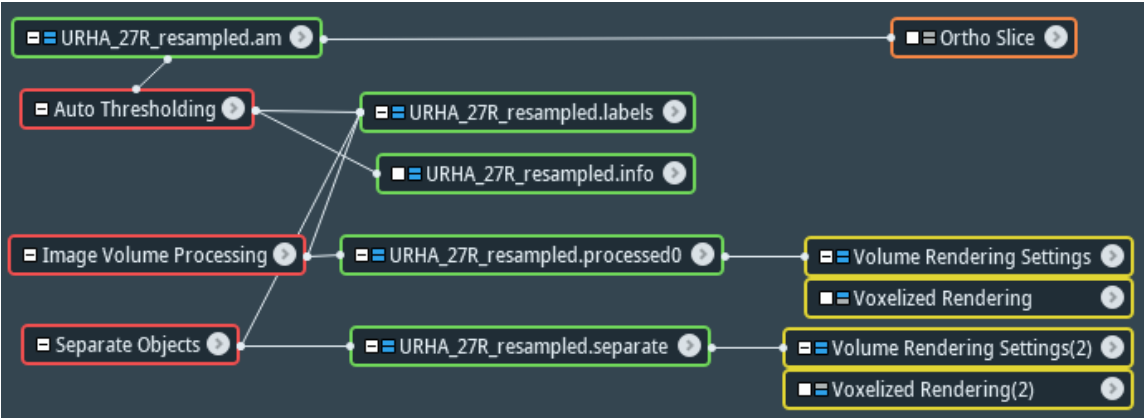 URHA_27R_resampled.am
Ortho Slice
Auto Thresholding
URHA_27R_resampled.labels
URHA_27R_resampled.info
Image Volume Processing
URHA_27R_resampled.processed0
Volume Rendering Settings
Voxelized Rendering
Separate Objects
URHA_27R_resampled.separate
Volume Rendering Settings(2)
Voxelized Rendering(2)